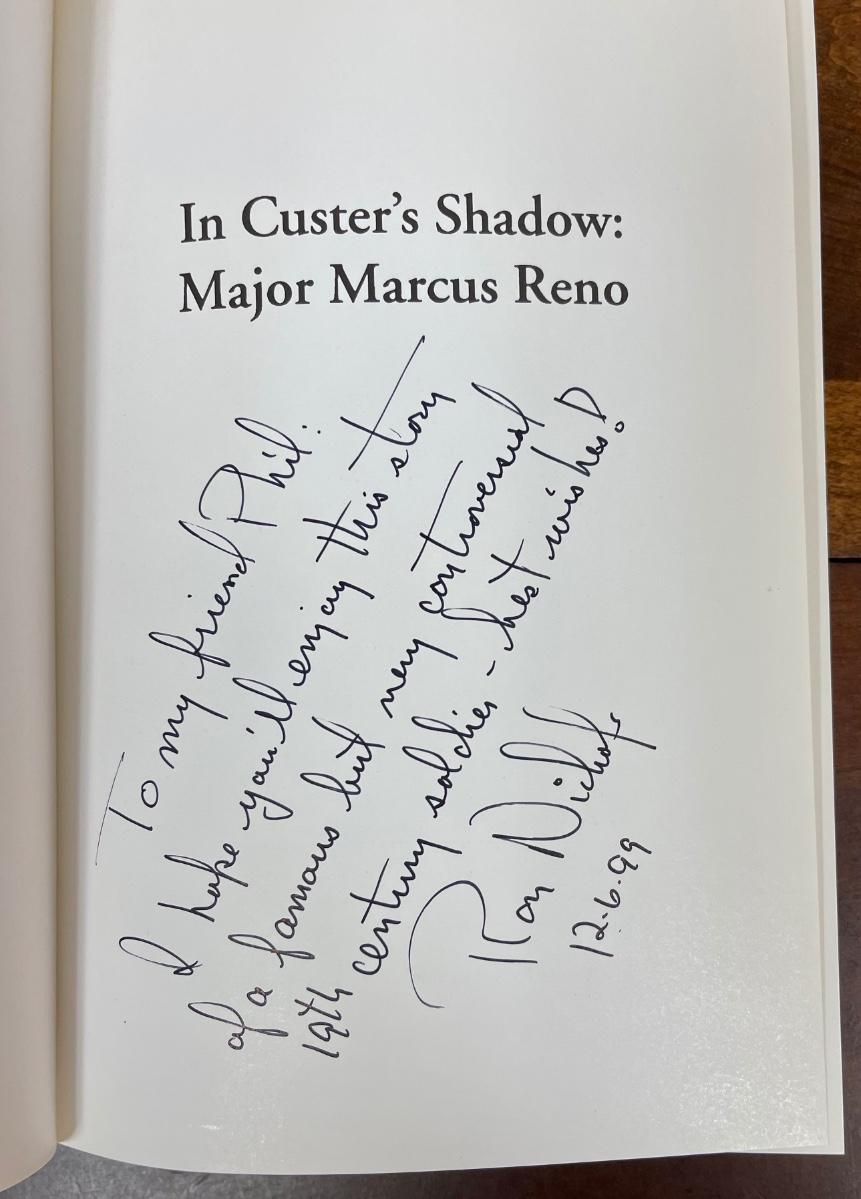 In Custer's Shadow:
Major Marcus Reno
To my friend Phil:
I hope you'll enjoy this story
of a famous but very controversial
19th century soldier - best wishes!
Ron Nichols
12.6.99